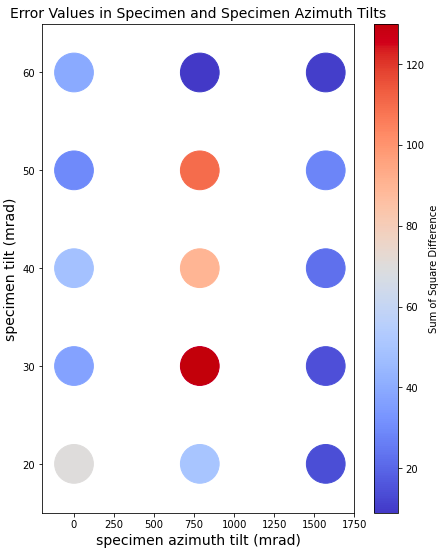 Error Values in Specimen and Specimen Azimuth Tilts
60
50
40
30
20
specimen tilt (mrad)
0 250 500 750 1000 1250 1500 1750
specimen azimuth tilt (mrad)
120
100
80
60
40
20
Sum of Square Difference